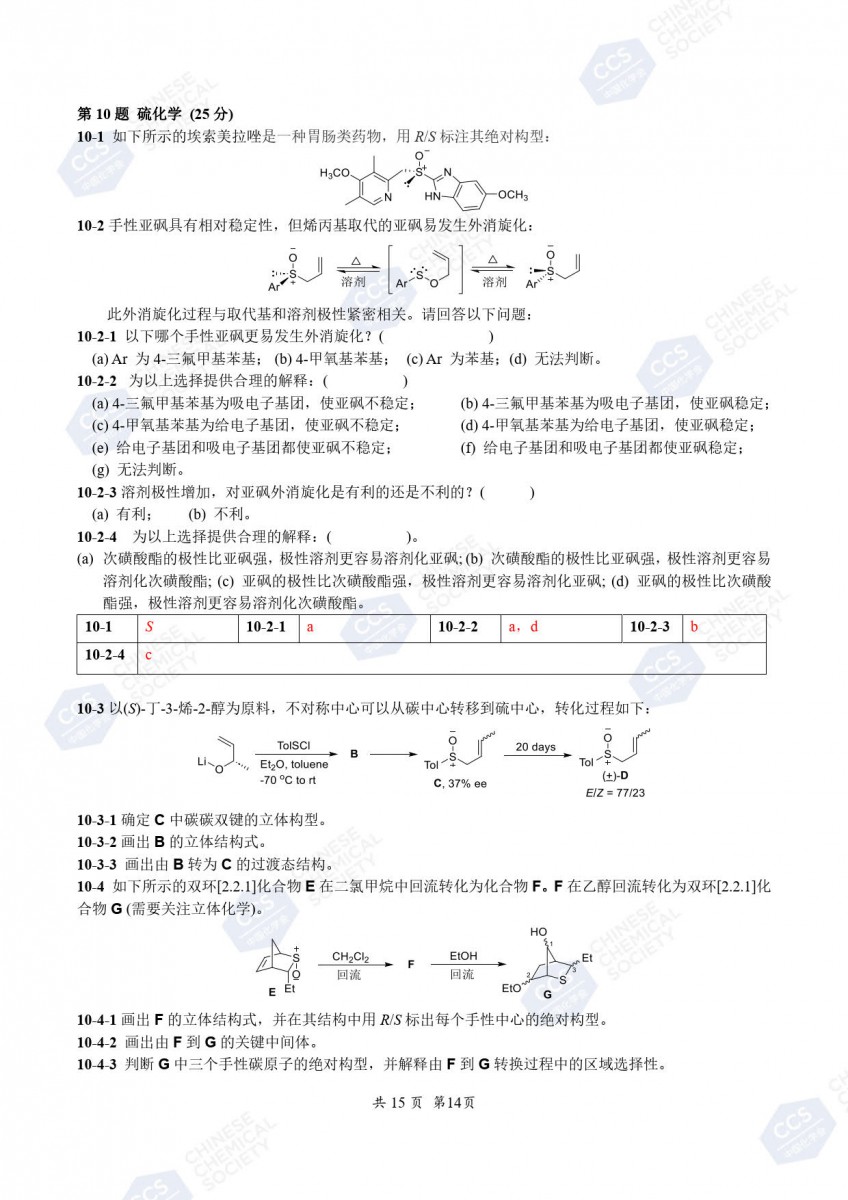 第 10 题 硫化学 (25 分)
10-1 如下所示的埃索美拉唑是一种胃肠类药物，用 R/S 标注其绝对构型：
H3CO
N
O
−
S
+
N
HN
OCH3
10-2 手性亚砜具有相对稳定性，但烯丙基取代的亚砜易发生外消旋化：
O − S + Ar
△
溶剂
Ar S O
△
溶剂
O − S + Ar
此外消旋化过程与取代基和溶剂极性紧密相关。请回答以下问题：
10-2-1 以下哪个手性亚砜更易发生外消旋化？( )
(a) Ar 为 4-三氟甲基苯基； (b) 4-甲氧基苯基； (c) Ar 为苯基；(d) 无法判断。
10-2-2 为以上选择提供合理的解释：( )
(a) 4-三氟甲基苯基为吸电子基团，使亚砜不稳定； (b) 4-三氟甲基苯基为吸电子基团，使亚砜稳定；
(c) 4-甲氧基苯基为给电子基团，使亚砜不稳定； (d) 4-甲氧基苯基为给电子基团，使亚砜稳定；
(e) 给电子基团和吸电子基团都使亚砜不稳定； (f) 给电子基团和吸电子基团都使亚砜稳定；
(g) 无法判断。
10-2-3 溶剂极性增加，对亚砜外消旋化是有利的还是不利的？( )
(a) 有利； (b) 不利。
10-2-4 为以上选择提供合理的解释：( )。
(a) 次磺酸酯的极性比亚砜强，极性溶剂更容易溶剂化亚砜; (b) 次磺酸酯的极性比亚砜强，极性溶剂更容易
溶剂化次磺酸酯; (c) 亚砜的极性比次磺酸酯强，极性溶剂更容易溶剂化亚砜; (d) 亚砜的极性比次磺酸
酯强，极性溶剂更容易溶剂化次磺酸酯。
10-1 S 10-2-1 a 10-2-2 a，d 10-2-3 b
10-2-4 c
10-3 以(S)-丁-3-烯-2-醇为原料，不对称中心可以从碳中心转移到硫中心，转化过程如下：
Li O
TolSCl
Et2O, toluene
-70 oC to rt
B
O − S + Tol
C, 37% ee
20 days
O − S + Tol
(±)-D
E/Z = 77/23
10-3-1 确定 C 中碳碳双键的立体构型。
10-3-2 画出 B 的立体结构式。
10-3-3 画出由 B 转为 C 的过渡态结构。
10-4 如下所示的双环[2.2.1]化合物 E 在二氯甲烷中回流转化为化合物 F。F 在乙醇回流转化为双环[2.2.1]化
合物 G (需要关注立体化学)。
+ S O − Et
E
CH2Cl2
回流
F
EtOH
回流
HO 1 Et 3 2 S EtO
G
10-4-1 画出 F 的立体结构式，并在其结构中用 R/S 标出每个手性中心的绝对构型。
10-4-2 画出由 F 到 G 的关键中间体。
10-4-3 判断 G 中三个手性碳原子的绝对构型，并解释由 F 到 G 转换过程中的区域选择性。
共 15 页 第14页
CCS
中国化学会
CHINESE
CHEMICAL
SOCIETY